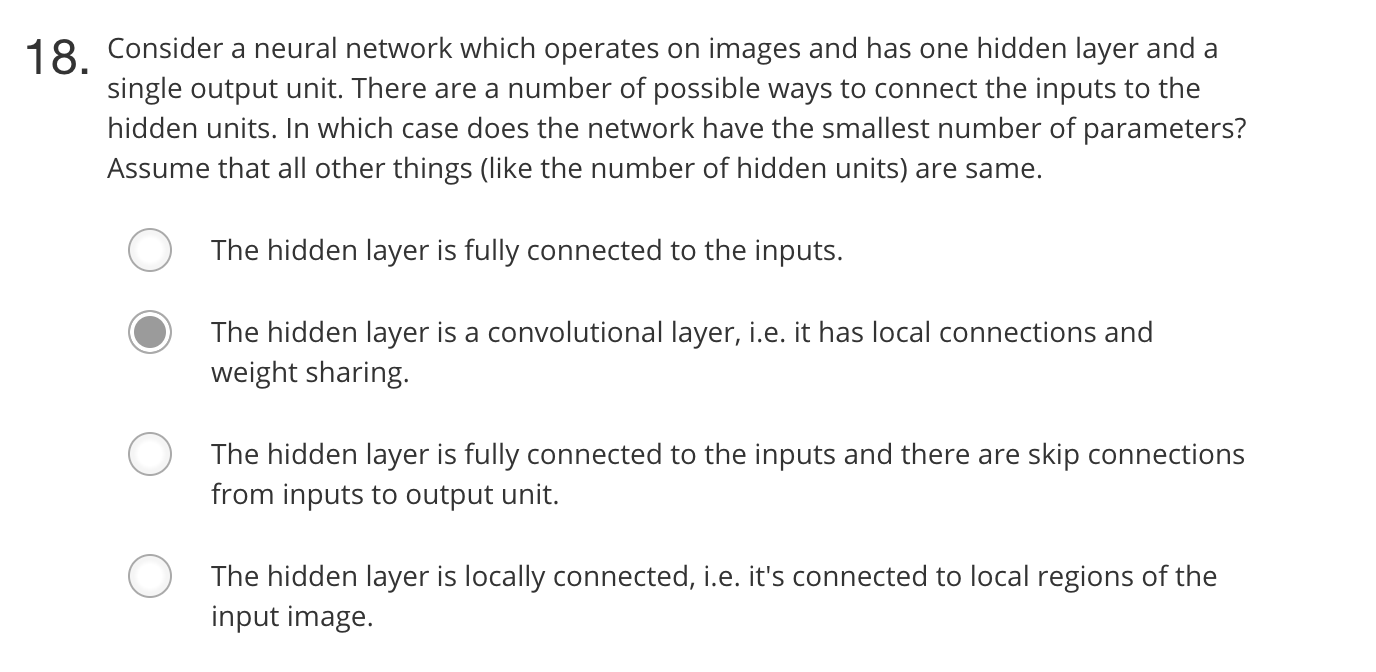 18. Consider a neural network which operates on images and has one hidden layer and a
single output unit. There are a number of possible ways to connect the inputs to the
hidden units. In which case does the network have the smallest number of parameters?
Assume that all other things (like the number of hidden units) are same.
The hidden layer is fully connected to the inputs.
The hidden layer is a convolutional layer, i.e. it has local connections and
weight sharing.
The hidden layer is fully connected to the inputs and there are skip connections
from inputs to output unit.
The hidden layer is locally connected, i.e. it's connected to local regions of the
input image.